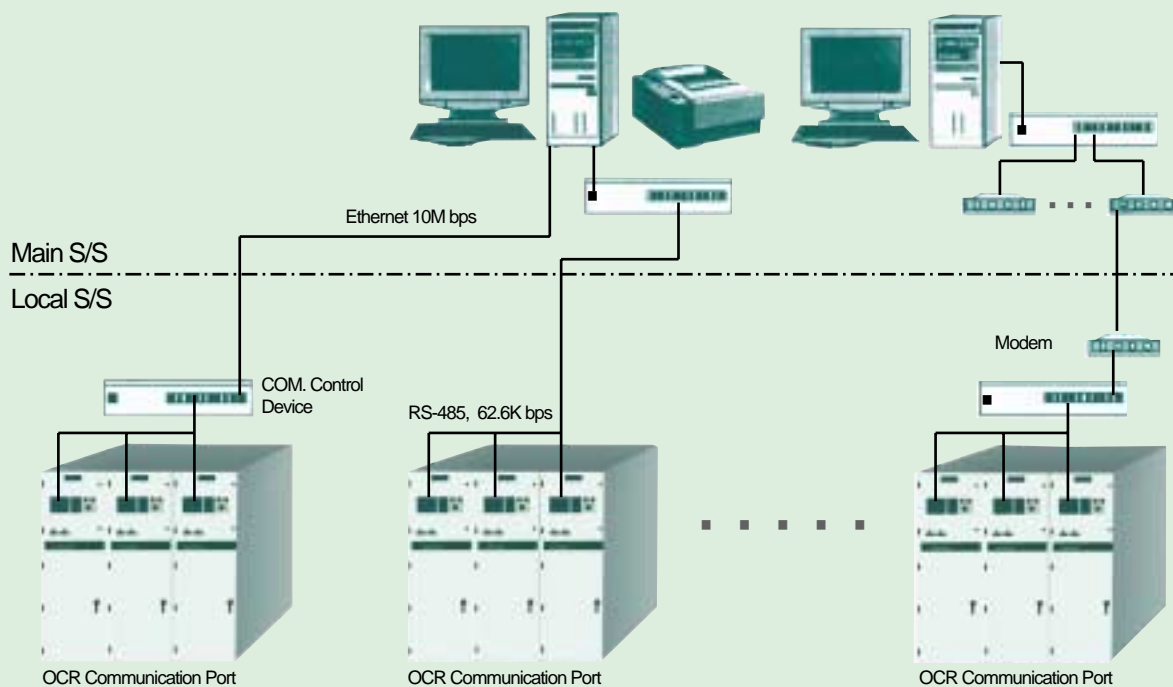 Ethernet 10M bps
Main S/S
Local S/S
Modem
COM. Control
Device
RS-485, 62.6K bps
OCR Communication Port
OCR Communication Port
OCR Communication Port